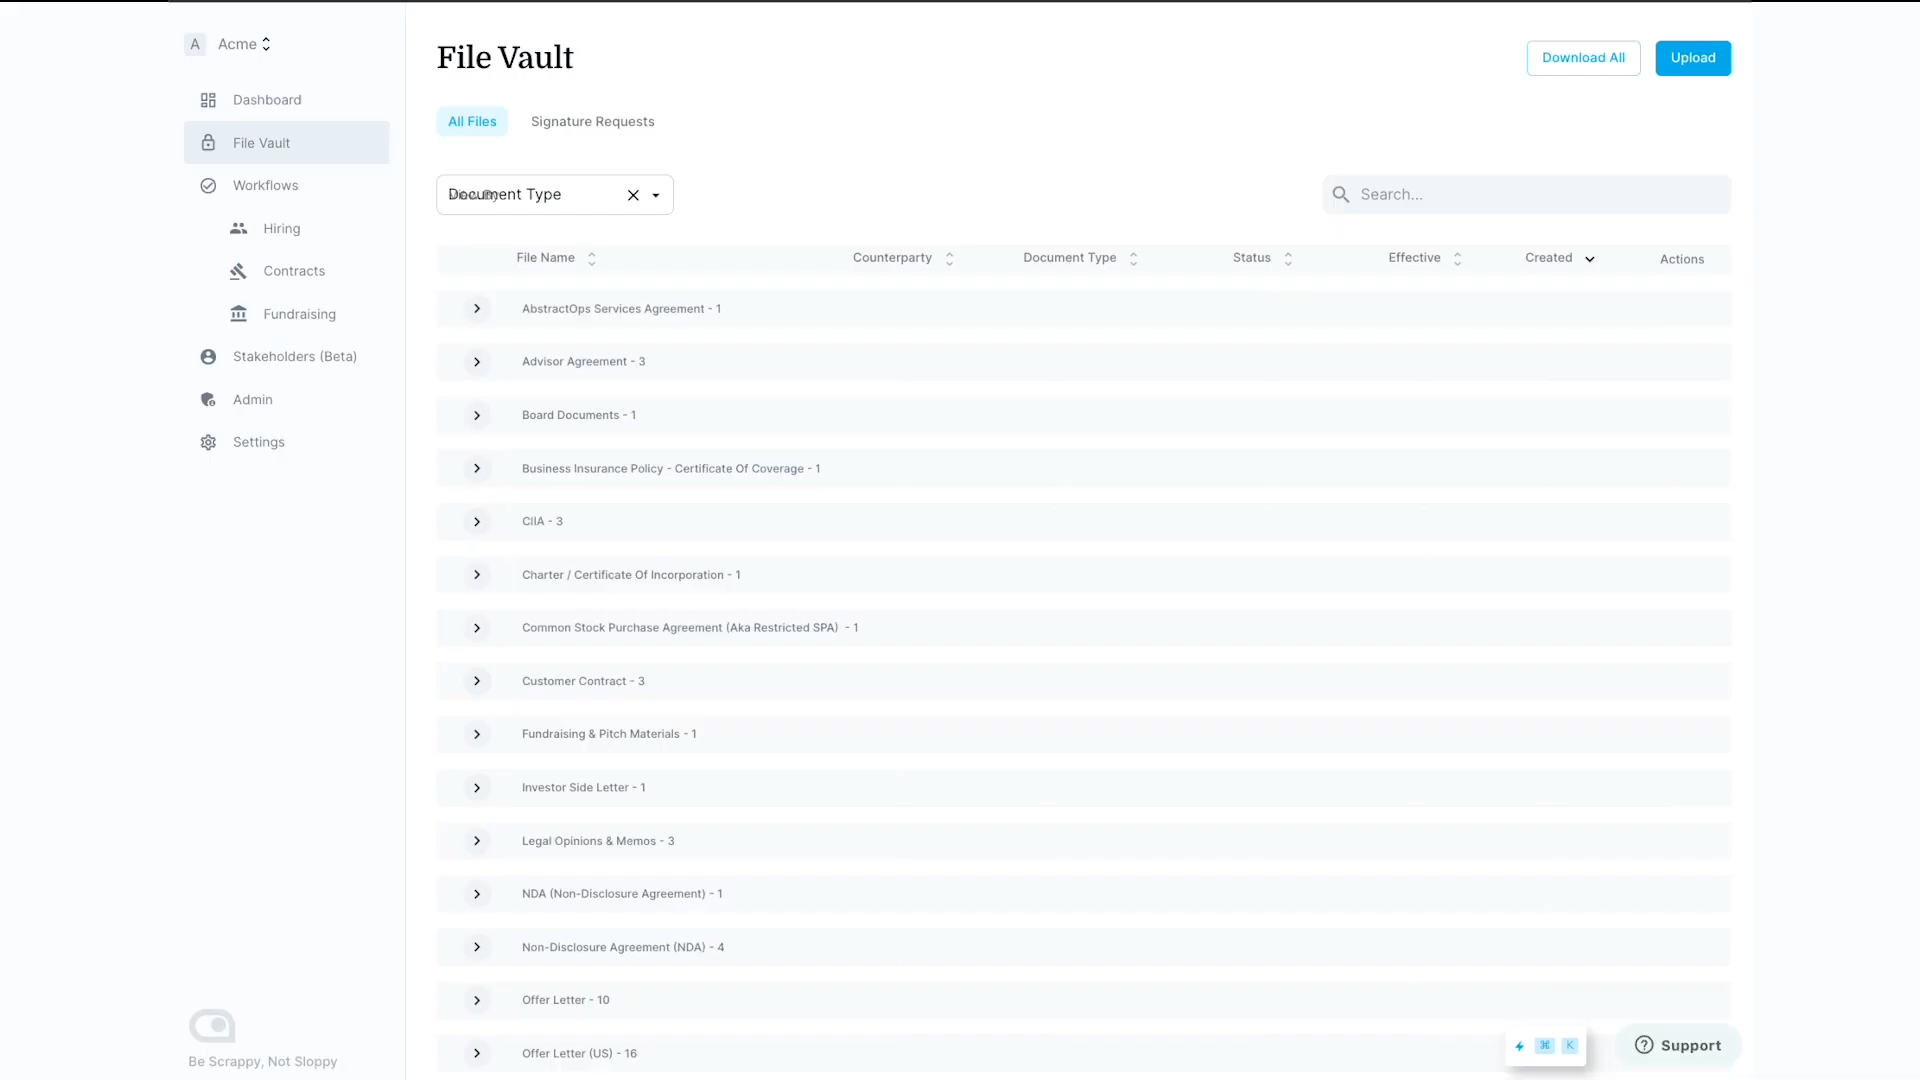 A Acme
Dashboard
File Vault
Workflows
Hiring
Contracts
Fundraising
Stakeholders (Beta)
Admin
Settings
Be Scrappy, Not Sloppy
File Vault
Download All
Upload
All Files
Signature Requests
Document Type
Search...
File Name
Counterparty
Document Type
Status
Effective
Created
Actions
AbstractOps Services Agreement - 1
Advisor Agreement - 3
Board Documents - 1
Business Insurance Policy - Certificate Of Coverage - 1
CIIA - 3
Charter / Certificate Of Incorporation - 1
Common Stock Purchase Agreement (Aka Restricted SPA) - 1
Customer Contract - 3
Fundraising & Pitch Materials - 1
Investor Side Letter - 1
Legal Opinions & Memos - 3
NDA (Non-Disclosure Agreement) - 1
Non-Disclosure Agreement (NDA) - 4
Offer Letter - 10
Offer Letter (US) - 16
⌘ K
Support